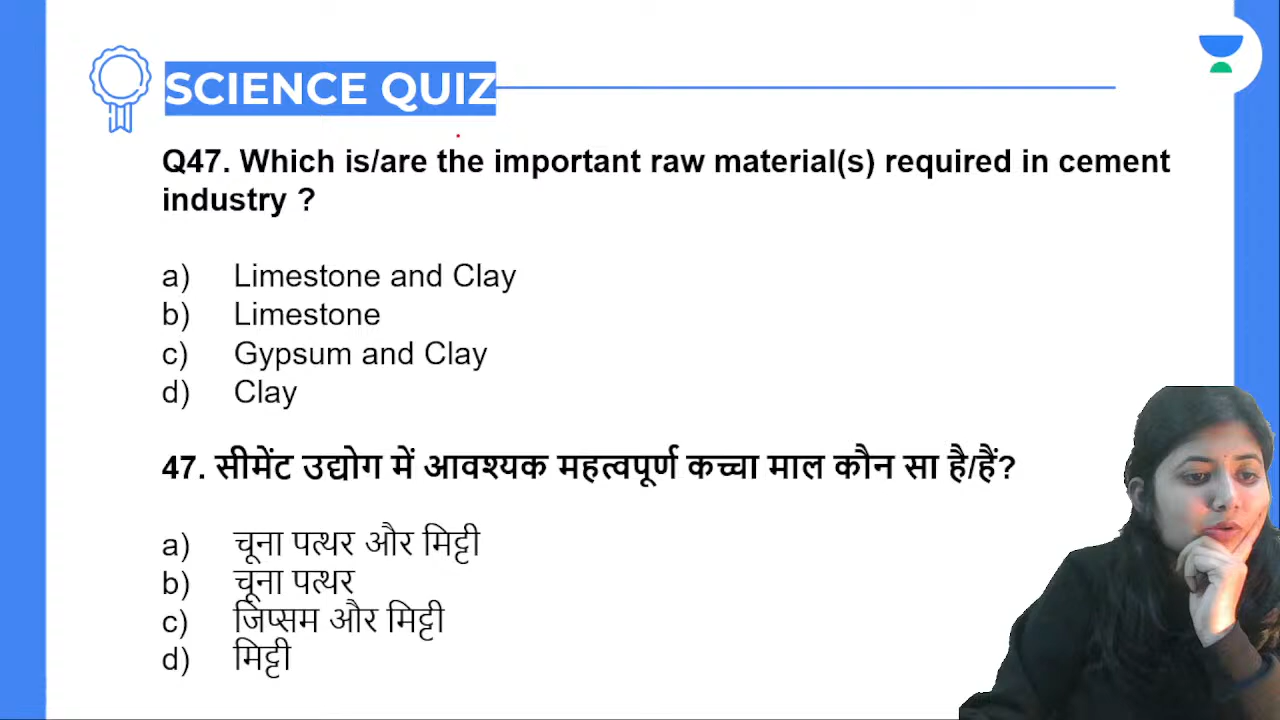 SCIENCE QUIZ
Q47. Which is/are the important raw material(s) required in cement
industry ?
a) Limestone and Clay
b) Limestone
c) Gypsum and Clay
d) Clay
47. सीमेंट उद्योग में आवश्यक महत्वपूर्ण कच्चा माल कौन सा है/हैं?
a) चूना पत्थर और मिट्टी
b) चूना पत्थर
c) जिप्सम और मिट्टी
d) मिट्टी